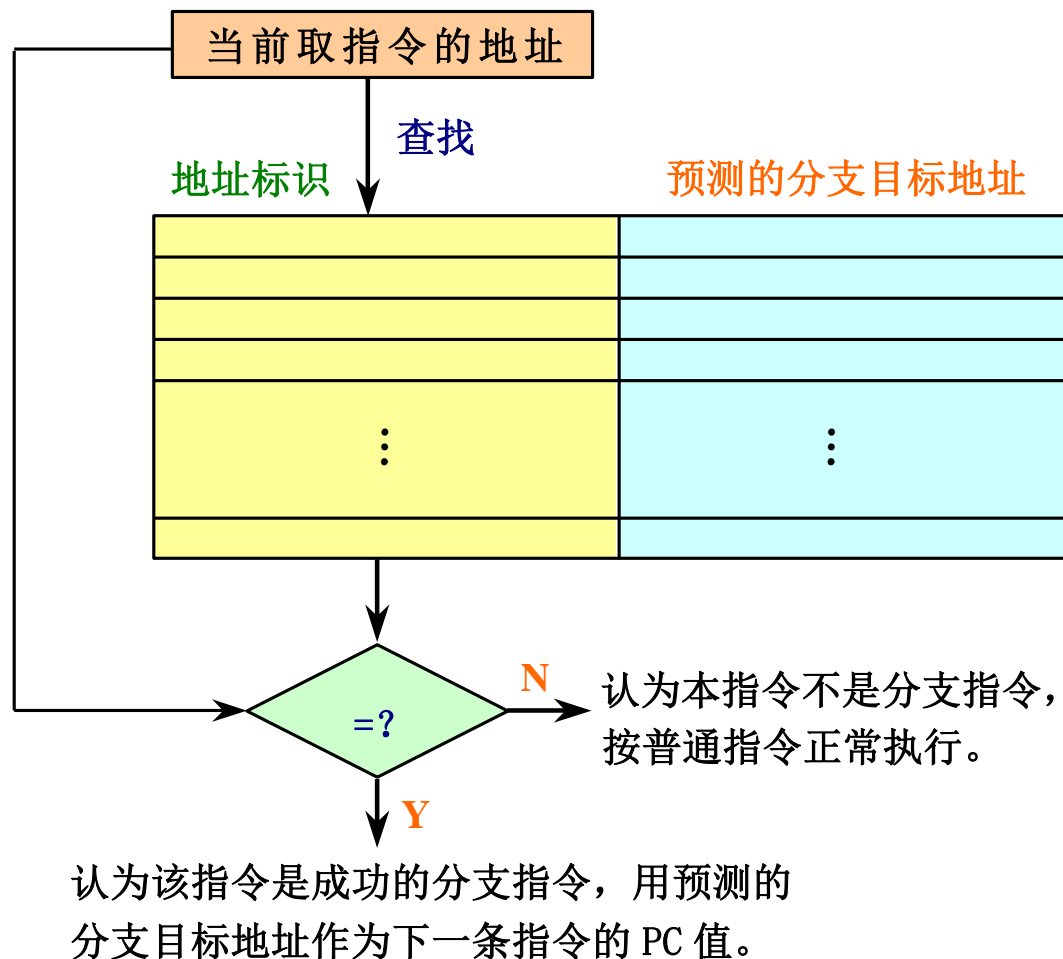 当前取指令的地址
查找
地址标识
预测的分支目标地址
⋮
⋮
=?
N
认为本指令不是分支指令，
按普通指令正常执行。
Y
认为该指令是成功的分支指令，用预测的
分支目标地址作为下一条指令的 PC 值。